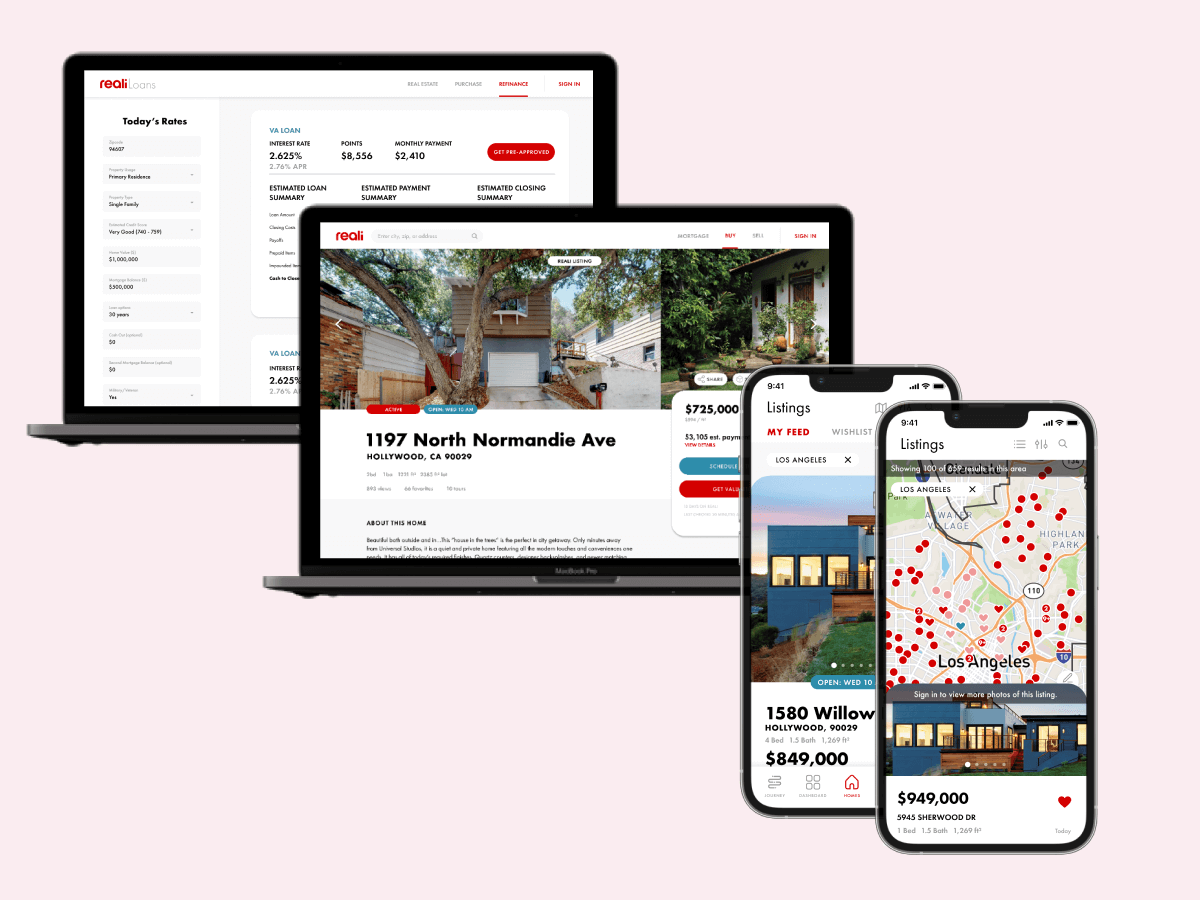 reali Loans
REAL ESTATE PURCHASE REFINANCE SIGN IN
Today's Rates
Zipcode
94607
Property Usage
Primary Residence
Property Type
Single Family
Estimated Credit Score
Very Good (740 - 759)
Home Value ($)
$1,000,000
Mortgage Balance ($)
$500,000
Loan options
30 years
Cash Out (optional)
$0
Second Mortgage Balance (optional)
$0
Military / Veteran
Yes
VA LOAN
INTEREST RATE POINTS MONTHLY PAYMENT
2.625% $8,556 $2,410
2.76% APR
GET PRE-APPROVED
ESTIMATED LOAN SUMMARY
ESTIMATED PAYMENT SUMMARY
ESTIMATED CLOSING SUMMARY
Loan Amount
Closing Costs
Payoffs
Prepaid Items
Impounded Item
Cash to Close
VA LOAN
INTEREST R
2.625%
2.76% A
reali
Enter city, zip, or address
MORTGAGE BUY SELL SIGN IN
REALI LISTING
SHARE
ACTIVE
OPEN: WED 10 AM
1197 North Normandie Ave
HOLLYWOOD, CA 90029
893 views 66 favorites 10 tours
ABOUT THIS HOME
Beautiful both outside and in...This "house in the trees" is the perfect in city getaway. Only minutes away
from Universal Studios, it is a quiet and private home featuring all the modern touches and conveniences one
$725,000
53,105 est. paym
VIEW DETAILS
SCHEDULE
GET VALU
MacBook Pro
9:41
Listings
MY FEED WISHLIST
LOS ANGELES
OPEN: WED 10
1580 Willow
HOLLYWOOD, 90029
4 Bed 1.5 Bath 1,269 ft²
$849,000
JOURNEY DASHBOARD HOMES
9:41
Listings
Showing 100 of 659 results in this area
LOS ANGELES
Park
ATWATER
VILLAGE
HIGHLAN
PARK
134
110
2
2
9+
2
9+
2
10
Los Angeles
Sign in to view more photos of this listing.
$949,000
5945 SHERWOOD DR
1 Bed 1.5 Bath 1,269 ft²
Today